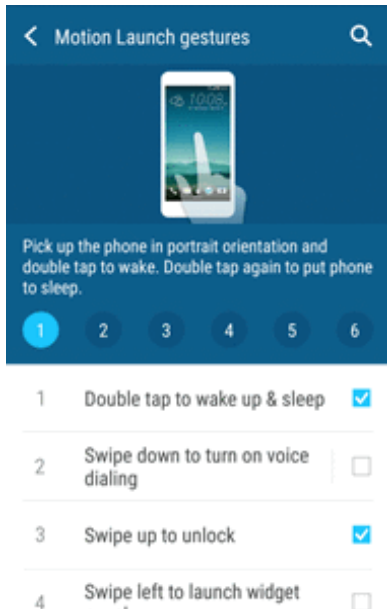 Motion Launch gestures
10:08
Pick up the phone in portrait orientation and
double tap to wake. Double tap again to put phone
to sleep.
1 2 3 4 5 6
1 Double tap to wake up & sleep
2 Swipe down to turn on voice
dialing
3 Swipe up to unlock
4 Swipe left to launch widget